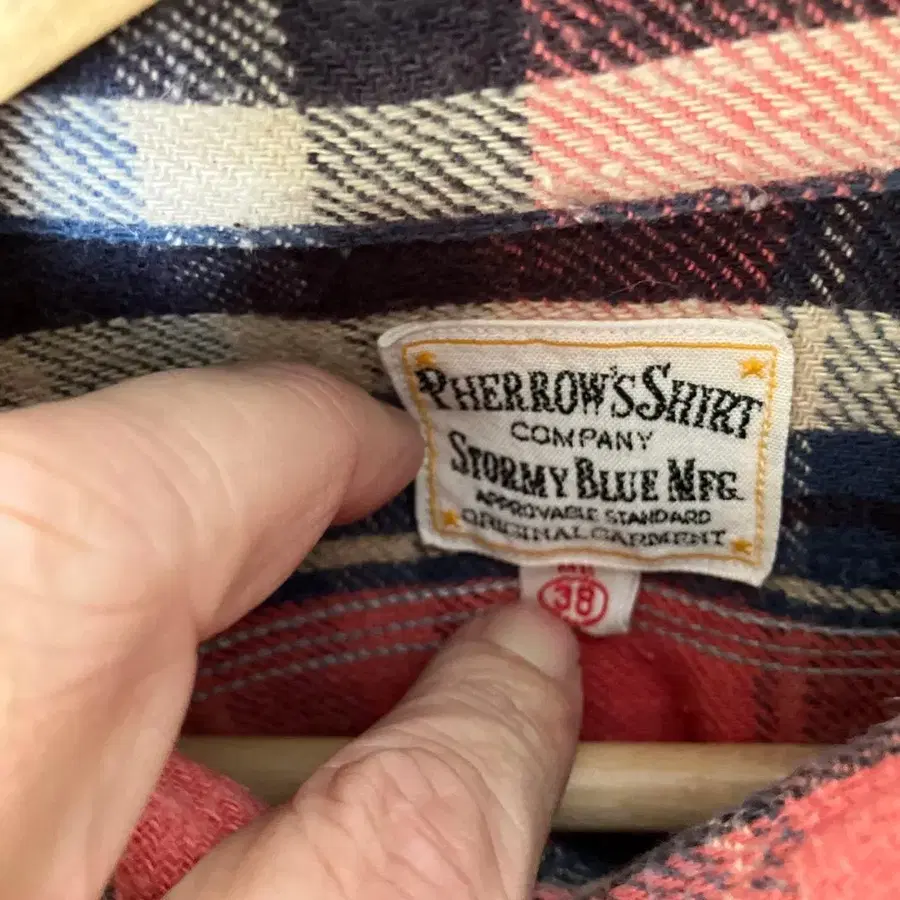 PHERROW'S SHIRT
COMPANY
STORMY BLUE MFG.
APPROVABLE STANDARD
ORIGINAL GARMENT
38